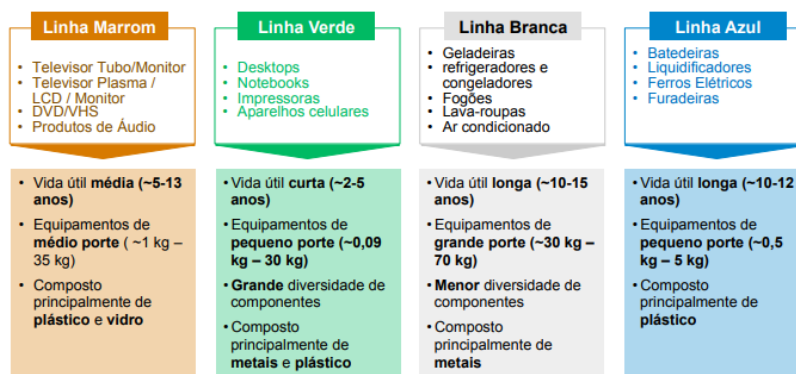 Linha Marrom
• Televisor Tubo/Monitor
• Televisor Plasma /
LCD / Monitor
• DVD/VHS
• Produtos de Áudio
• Vida útil média (~5-13
anos)
• Equipamentos de
médio porte ( ~1 kg –
35 kg)
• Composto
principalmente de
plástico e vidro
Linha Verde
• Desktops
• Notebooks
• Impressoras
• Aparelhos celulares
• Vida útil curta (~2-5
anos)
• Equipamentos de
pequeno porte (~0,09
kg – 30 kg)
• Grande diversidade de
componentes
• Composto
principalmente de
metais e plástico
Linha Branca
• Geladeiras
• refrigeradores e
congeladores
• Fogões
• Lava-roupas
• Ar condicionado
• Vida útil longa (~10-15
anos)
• Equipamentos de
grande porte (~30 kg –
70 kg)
• Menor diversidade de
componentes
• Composto
principalmente de
metais
Linha Azul
• Batedeiras
• Liquidificadores
• Ferros Elétricos
• Furadeiras
• Vida útil longa (~10-12
anos)
• Equipamentos de
pequeno porte (~0,5
kg – 5 kg)
• Composto
principalmente de
plástico